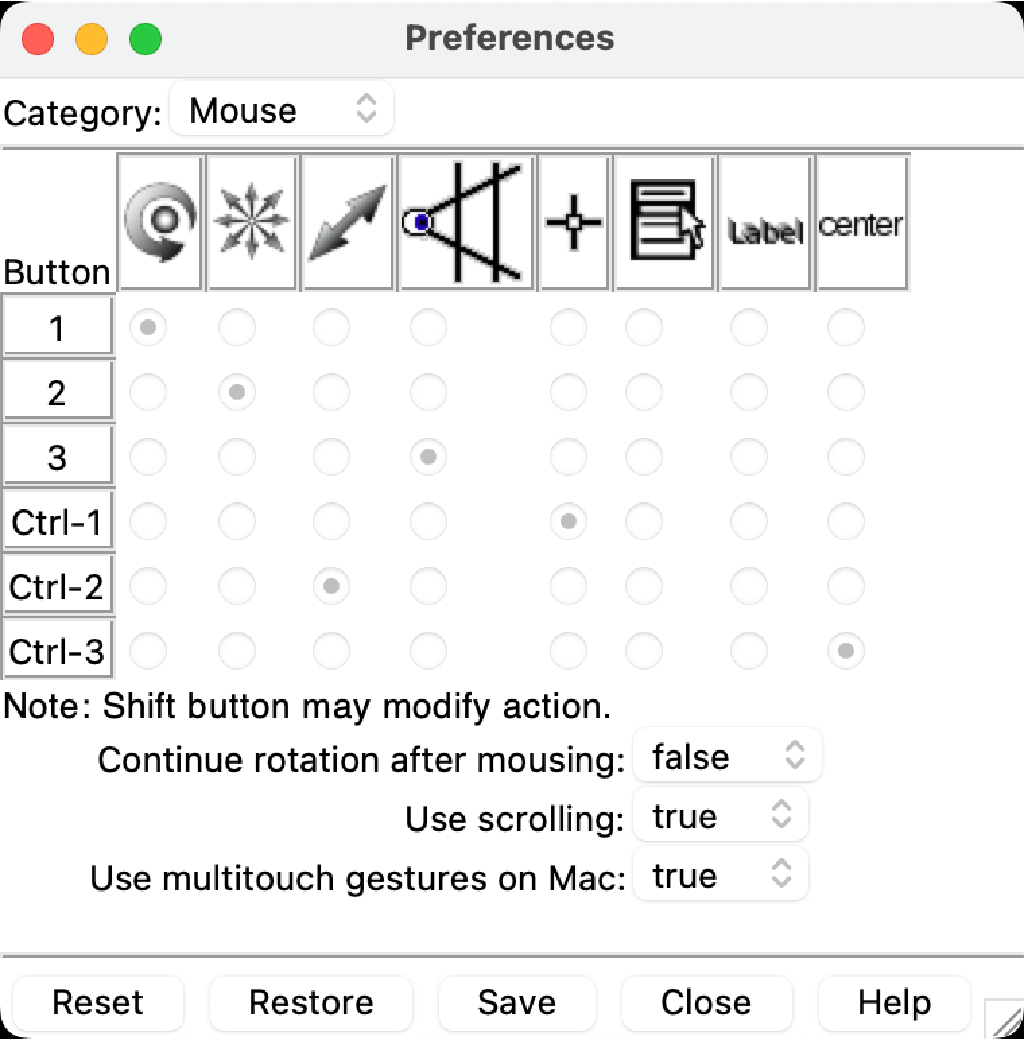 Preferences
Category: Mouse
Button Label center
1
2
3
Ctrl-1
Ctrl-2
Ctrl-3
Note: Shift button may modify action.
Continue rotation after mousing: false
Use scrolling: true
Use multitouch gestures on Mac: true
Reset Restore Save Close Help